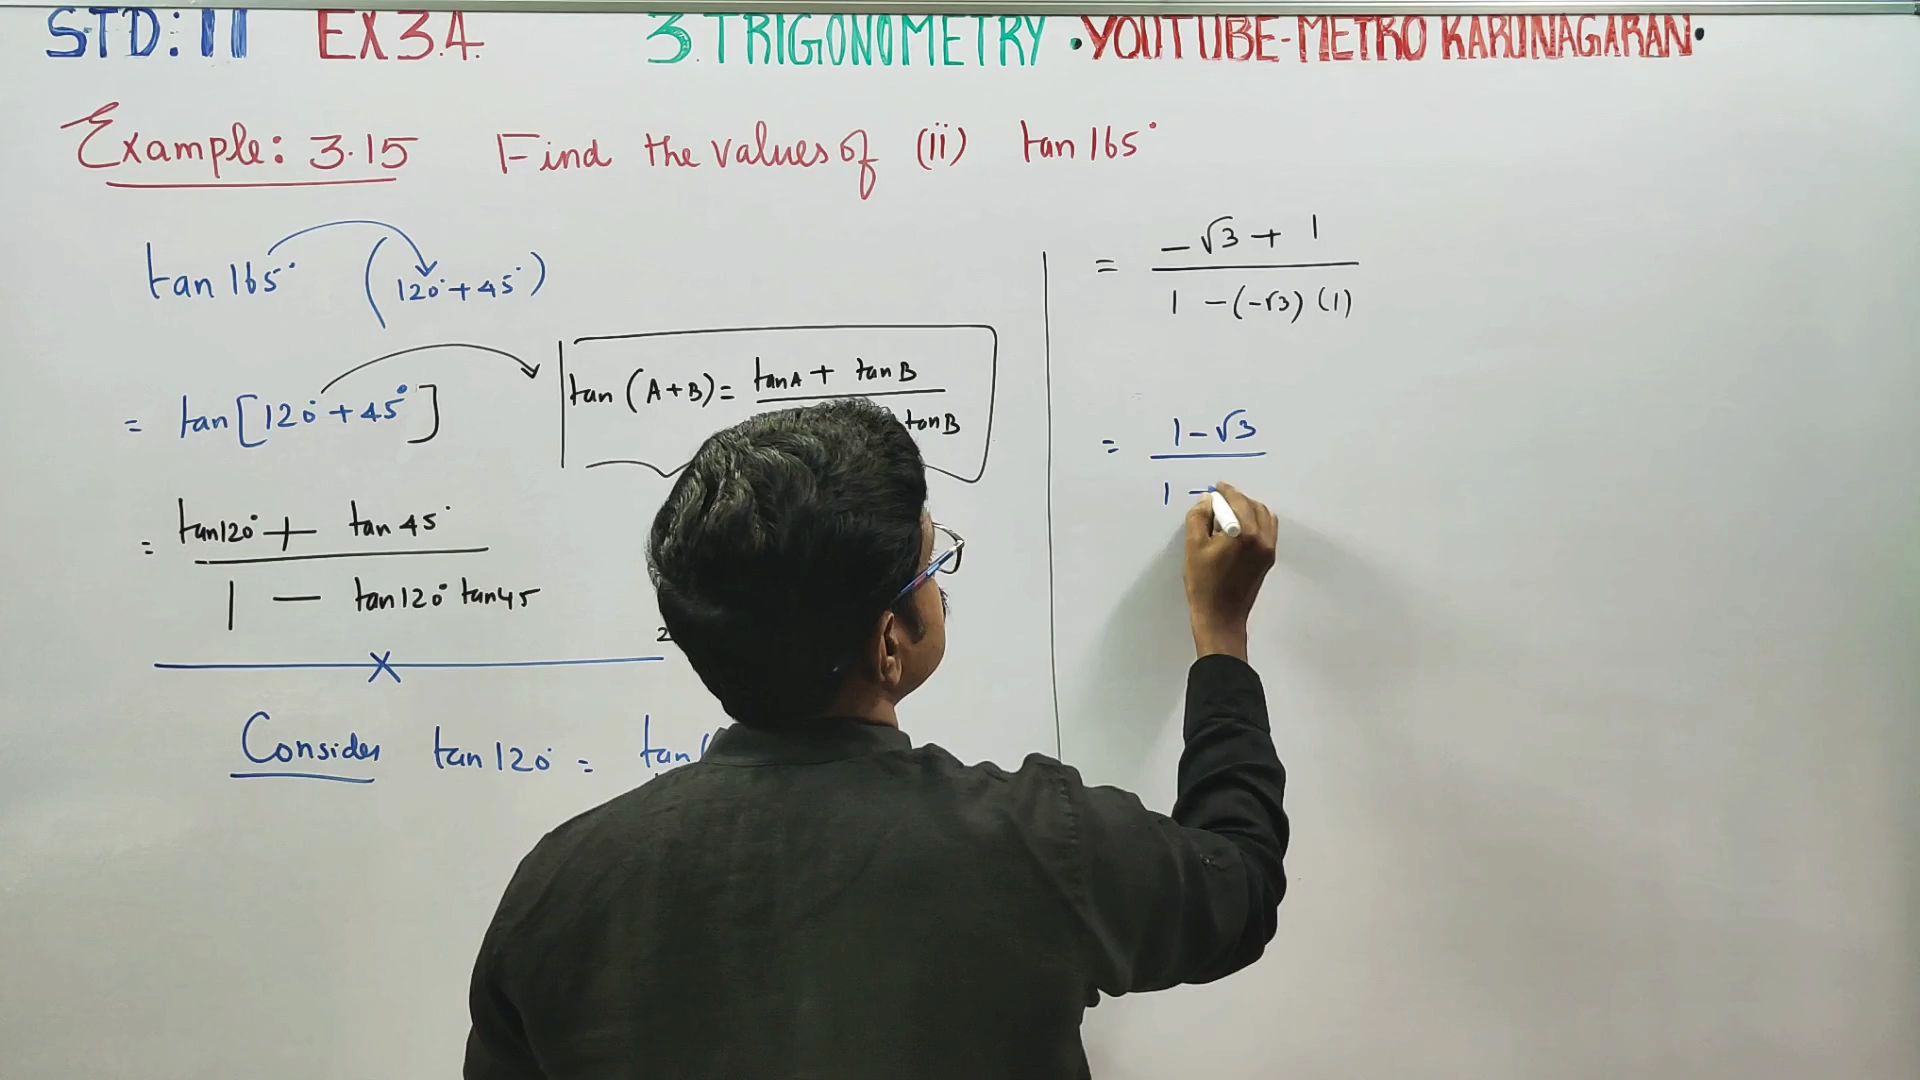 STD: 11 EX 3.4. 3. TRIGONOMETRY • YOUTUBE-METRO KARUNAGARAN •
Example: 3.15 Find the values of (ii) tan 165°
tan 165° (120° + 45°)
= tan [120° + 45°]
tan (A+B) = tanA + tanB
tanB
= tan120° + tan 45°
1 − tan120° tan45
Consider tan 120° = tan(
= −√3 + 1
1 −(−√3) (1)
= 1−√3
1